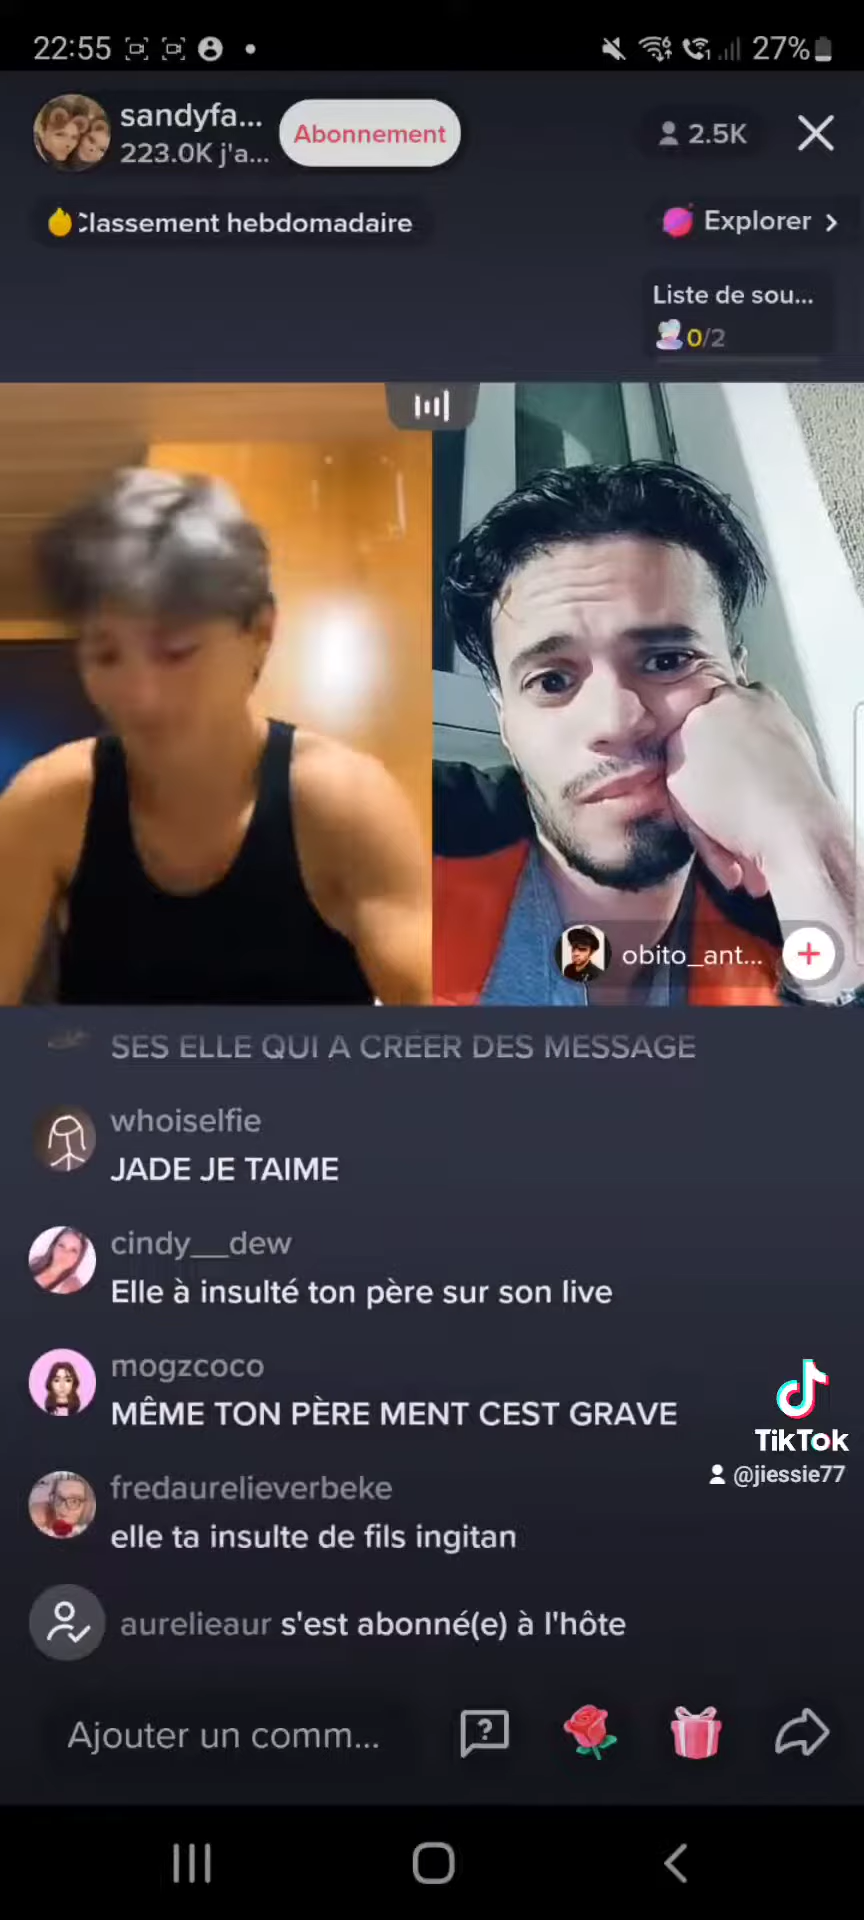 22:55
27%
sandyfa...
223.0K j'a...
Abonnement
2.5K
Classement hebdomadaire
Explorer
Liste de sou...
0/2
obito_ant...
SES ELLE QUI A CRÉER DES MESSAGE
whoiselfie
JADE JE TAIME
cindy__dew
Elle à insulté ton père sur son live
mogzcoco
MÊME TON PÈRE MENT CEST GRAVE
TikTok
@jiessie77
fredaurelieverbeke
elle ta insulte de fils ingitan
aurelieaur s'est abonné(e) à l'hôte
Ajouter un comm...